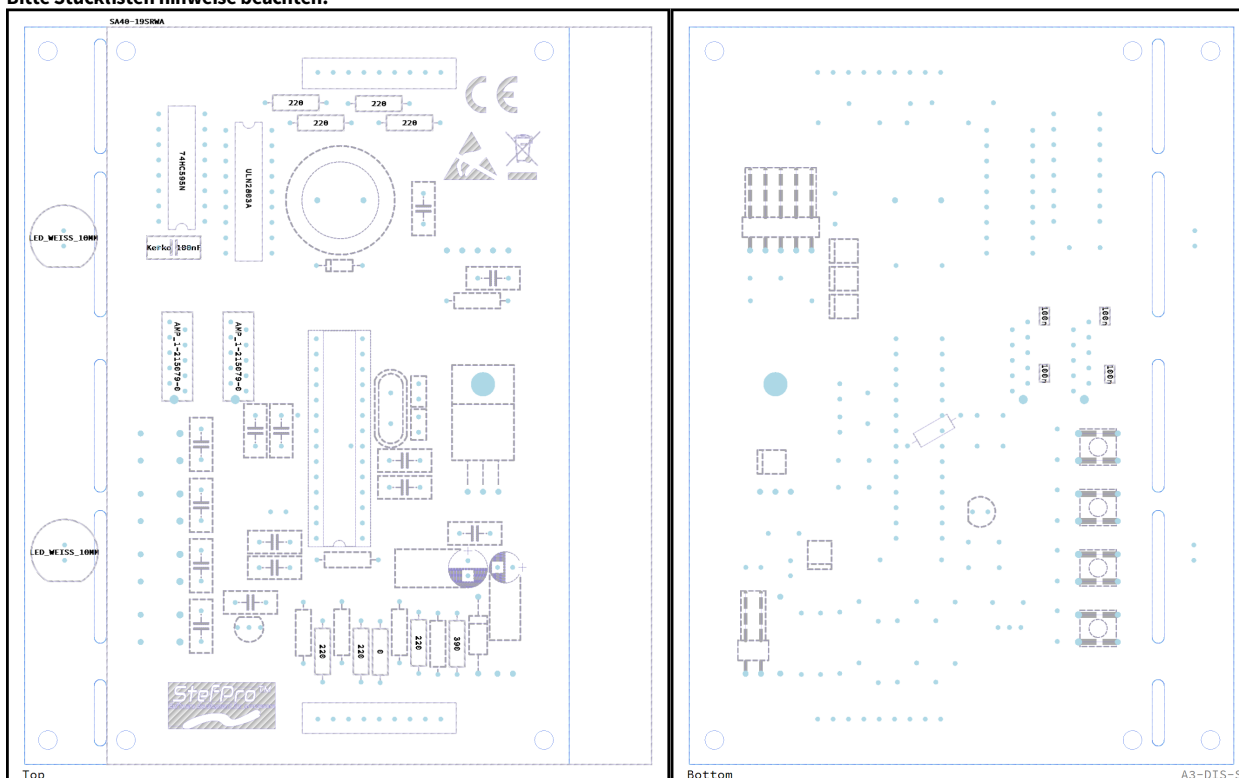 Bitte Stücklisten hinweise beachten!
SA40-19SRWA
220
220
220
220
74HC595N
ULN2803A
LED_WEISS_10MM
Kerko 100nF
AMP_1-215079-0
AMP_1-215079-0
LED_WEISS_10MM
220
220
0
220
390
StefPro™
Top
100n
100n
100n
100n
Bottom
A3-DIS-S